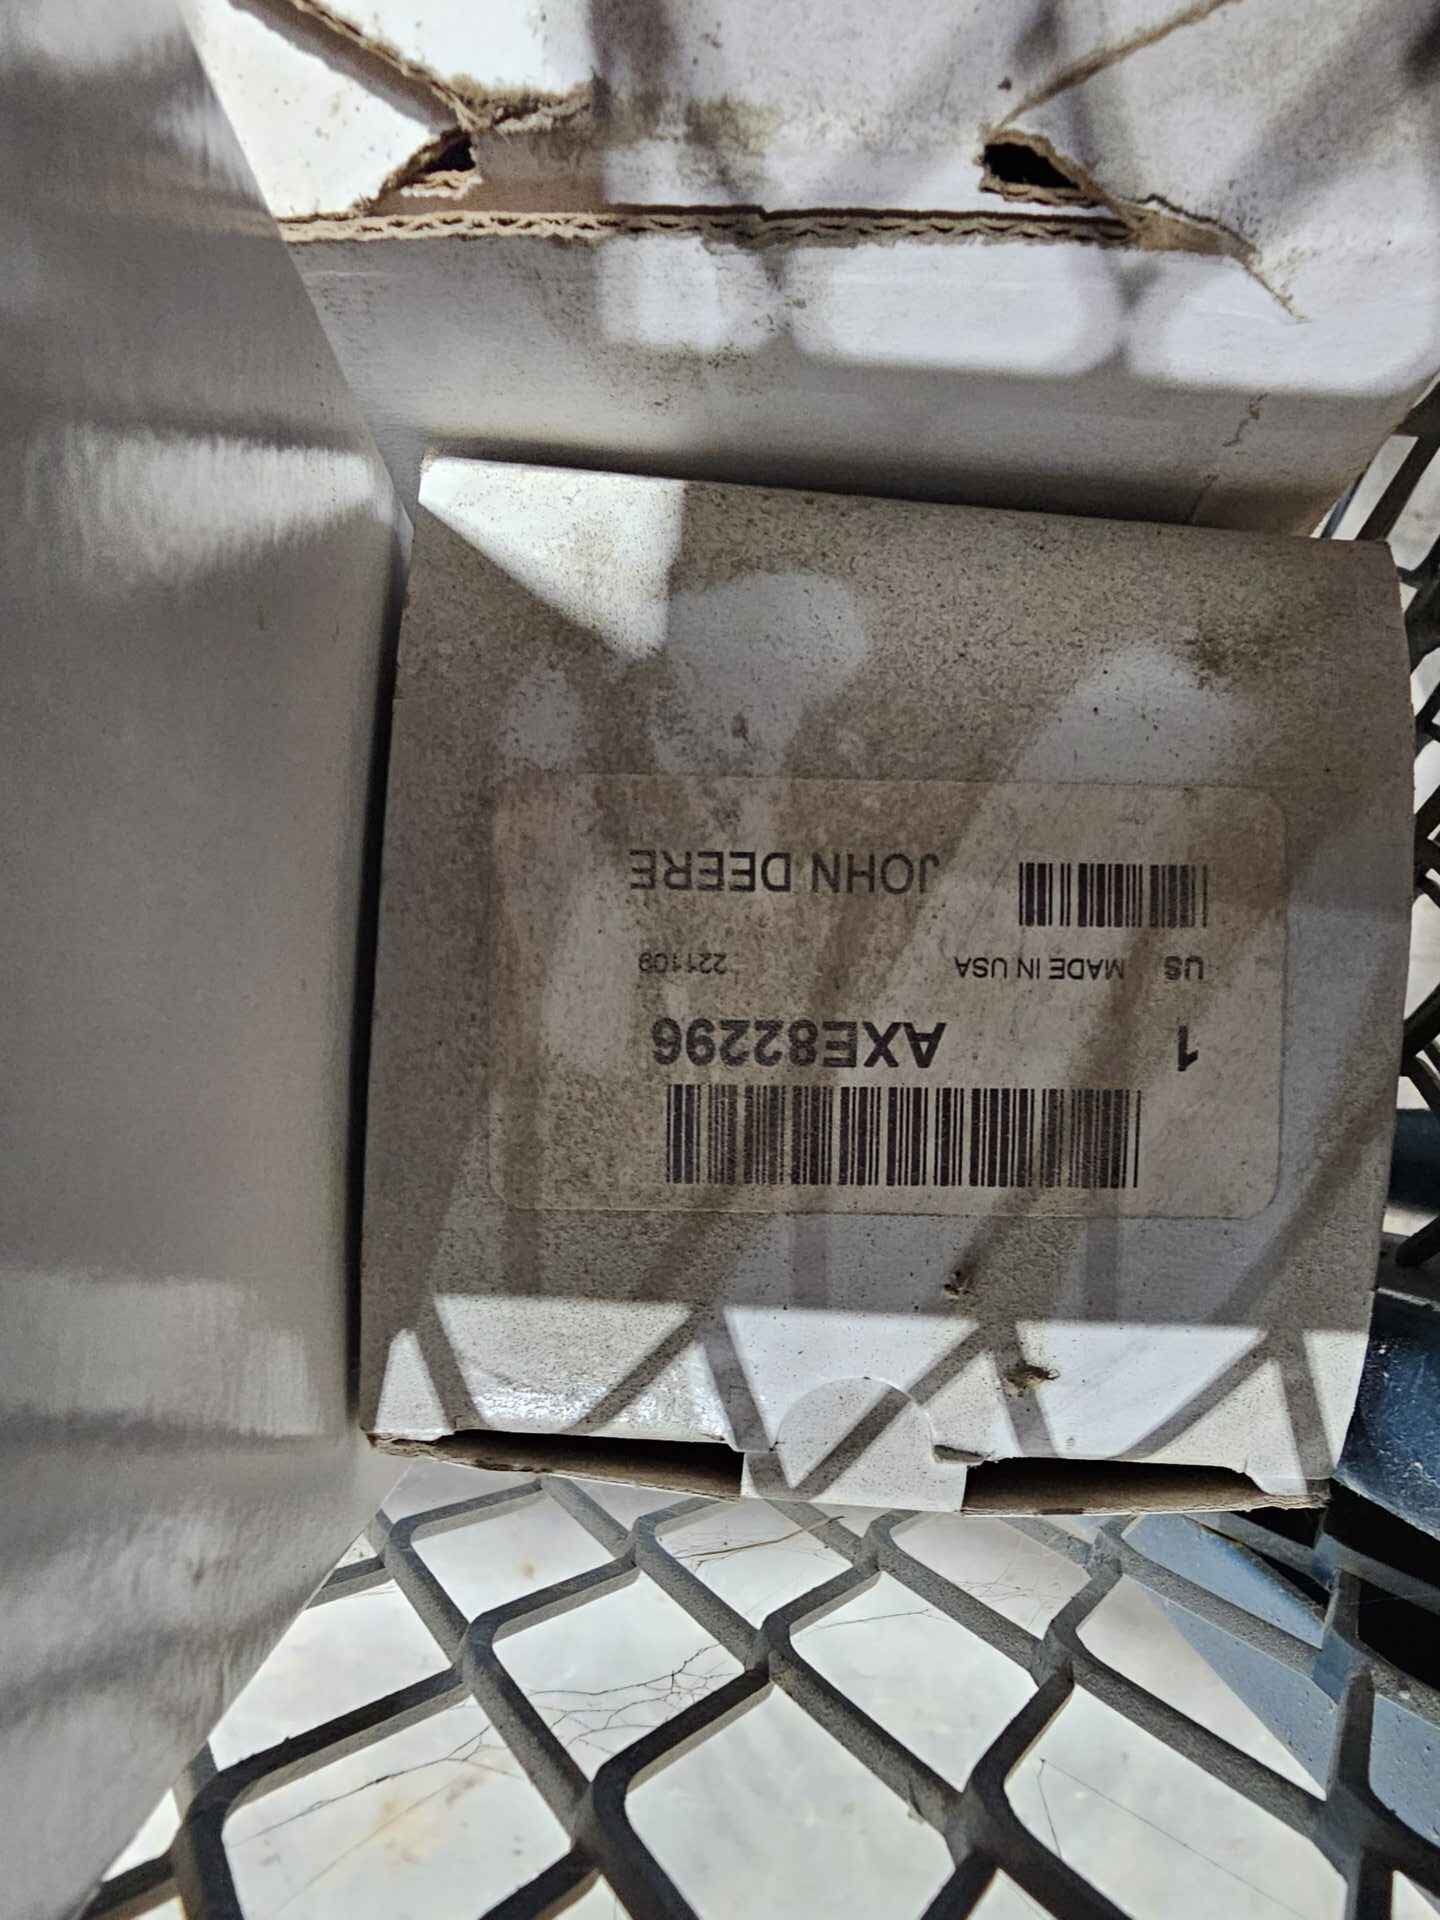 AXE82296
1
US MADE IN USA 221109
JOHN DEERE